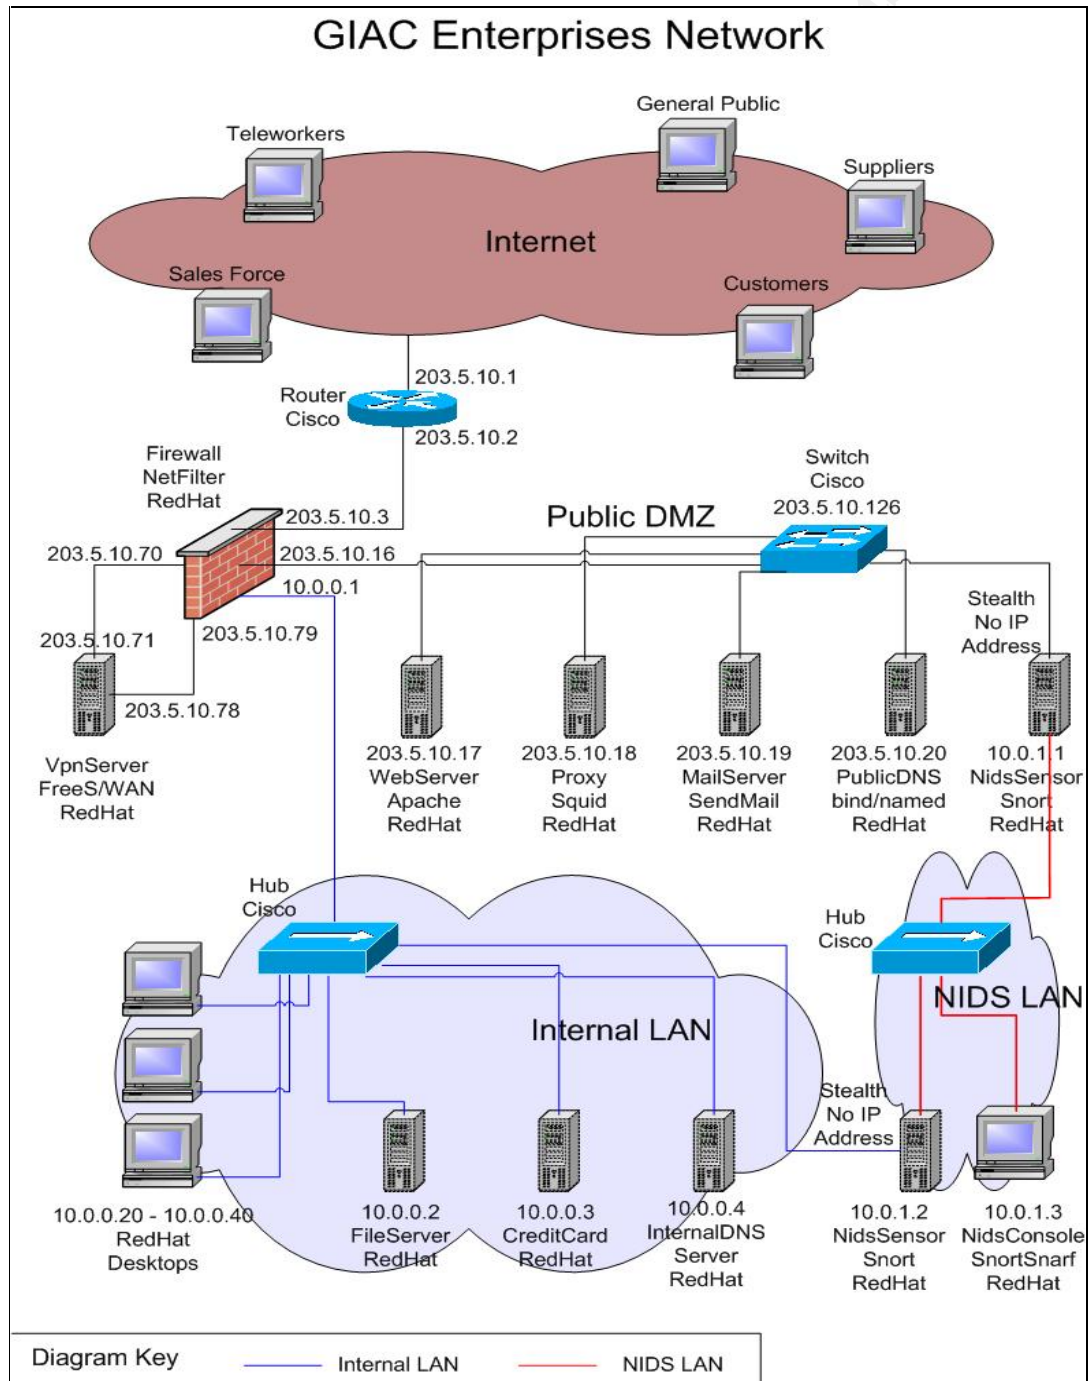 GIAC Enterprises Network
General Public
Teleworkers
Suppliers
Internet
Sales Force
Customers
203.5.10.1
Router
Cisco
203.5.10.2
Firewall
NetFilter
RedHat
Switch
Cisco
203.5.10.126
203.5.10.3
Public DMZ
203.5.10.70
203.5.10.16
10.0.0.1
Stealth
No IP
Address
203.5.10.79
203.5.10.71
203.5.10.78
VpnServer
FreeS/WAN
RedHat
203.5.10.17
WebServer
Apache
RedHat
203.5.10.18
Proxy
Squid
RedHat
203.5.10.19
MailServer
SendMail
RedHat
203.5.10.20
PublicDNS
bind/named
RedHat
10.0.1.1
NidsSensor
Snort
RedHat
Hub
Cisco
Hub
Cisco
NIDS LAN
Internal LAN
Stealth
No IP
Address
10.0.0.20 - 10.0.0.40
RedHat
Desktops
10.0.0.2
FileServer
RedHat
10.0.0.3
CreditCard
RedHat
10.0.0.4
InternalDNS
Server
RedHat
10.0.1.2
NidsSensor
Snort
RedHat
10.0.1.3
NidsConsole
SnortSnarf
RedHat
Diagram Key
Internal LAN
NIDS LAN